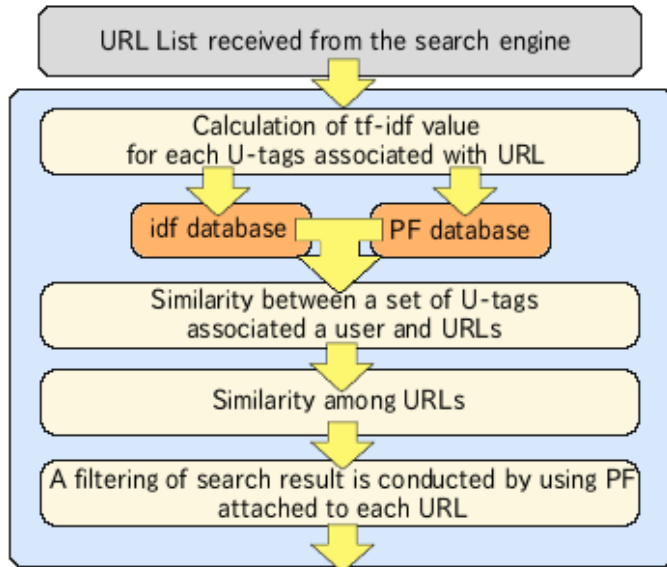 URL List received from the search engine
Calculation of tf-idf value
for each U-tags associated with URL
idf database
PF database
Similarity between a set of U-tags
associated a user and URLs
Similarity among URLs
A filtering of search result is conducted by using PF
attached to each URL